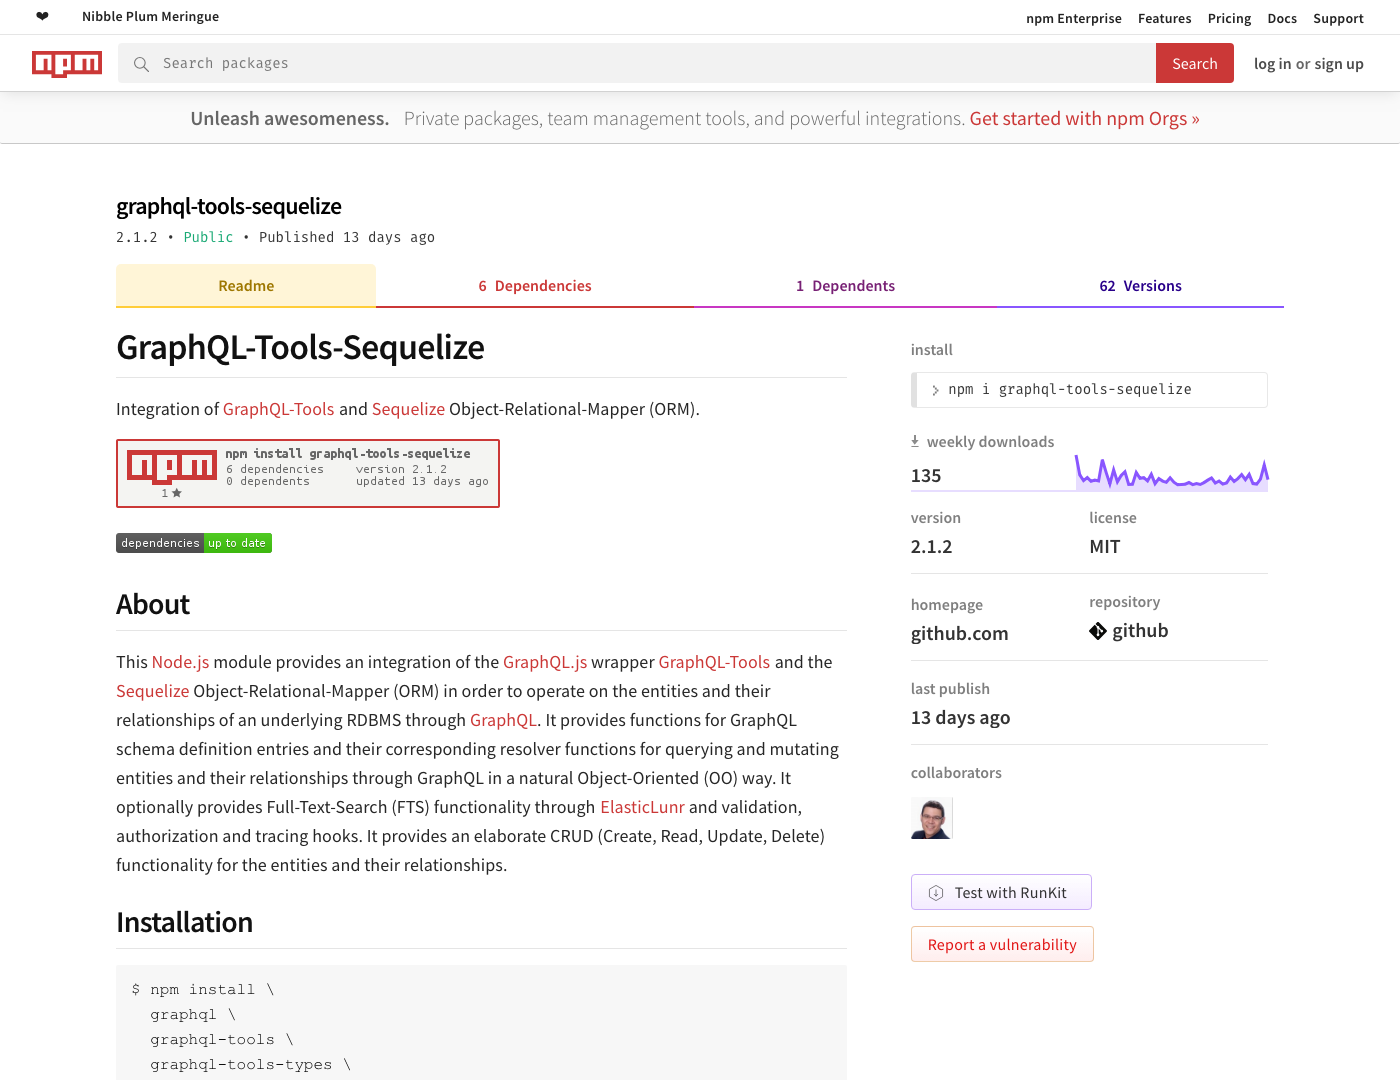 ❤ Nibble Plum Meringue
npm Enterprise Features Pricing Docs Support
npm Search packages Search log in or sign up
Unleash awesomeness. Private packages, team management tools, and powerful integrations. Get started with npm Orgs »
graphql-tools-sequelize
2.1.2 • Public • Published 13 days ago
Readme 6 Dependencies 1 Dependents 62 Versions
GraphQL-Tools-Sequelize
Integration of GraphQL-Tools and Sequelize Object-Relational-Mapper (ORM).
npm npm install graphql-tools-sequelize
6 dependencies version 2.1.2
0 dependents updated 13 days ago
1 ★
dependencies up to date
About
This Node.js module provides an integration of the GraphQL.js wrapper GraphQL-Tools and the
Sequelize Object-Relational-Mapper (ORM) in order to operate on the entities and their
relationships of an underlying RDBMS through GraphQL. It provides functions for GraphQL
schema definition entries and their corresponding resolver functions for querying and mutating
entities and their relationships through GraphQL in a natural Object-Oriented (OO) way. It
optionally provides Full-Text-Search (FTS) functionality through ElasticLunr and validation,
authorization and tracing hooks. It provides an elaborate CRUD (Create, Read, Update, Delete)
functionality for the entities and their relationships.
Installation
$ npm install \
graphql \
graphql-tools \
graphql-tools-types \
install
npm i graphql-tools-sequelize
weekly downloads
135
version license
2.1.2 MIT
homepage repository
github.com github
last publish
13 days ago
collaborators
Test with RunKit
Report a vulnerability